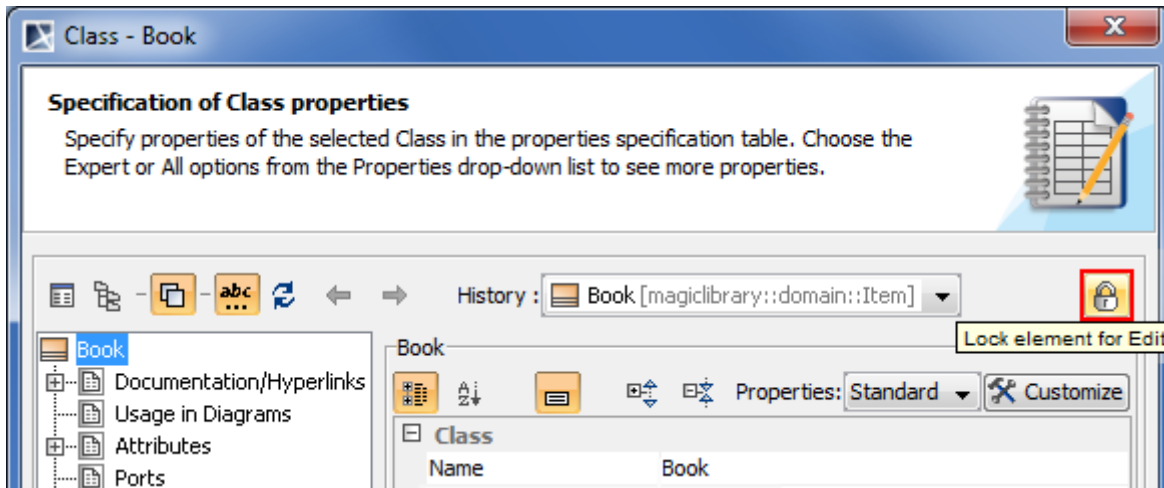 Class - Book
Specification of Class properties
Specify properties of the selected Class in the properties specification table. Choose the
Expert or All options from the Properties drop-down list to see more properties.
abc
History : Book [magiclibrary::domain::Item]
Lock element for Edit
Book
Documentation/Hyperlinks
Usage in Diagrams
Attributes
Ports
Book
Properties: Standard Customize
Class
Name Book